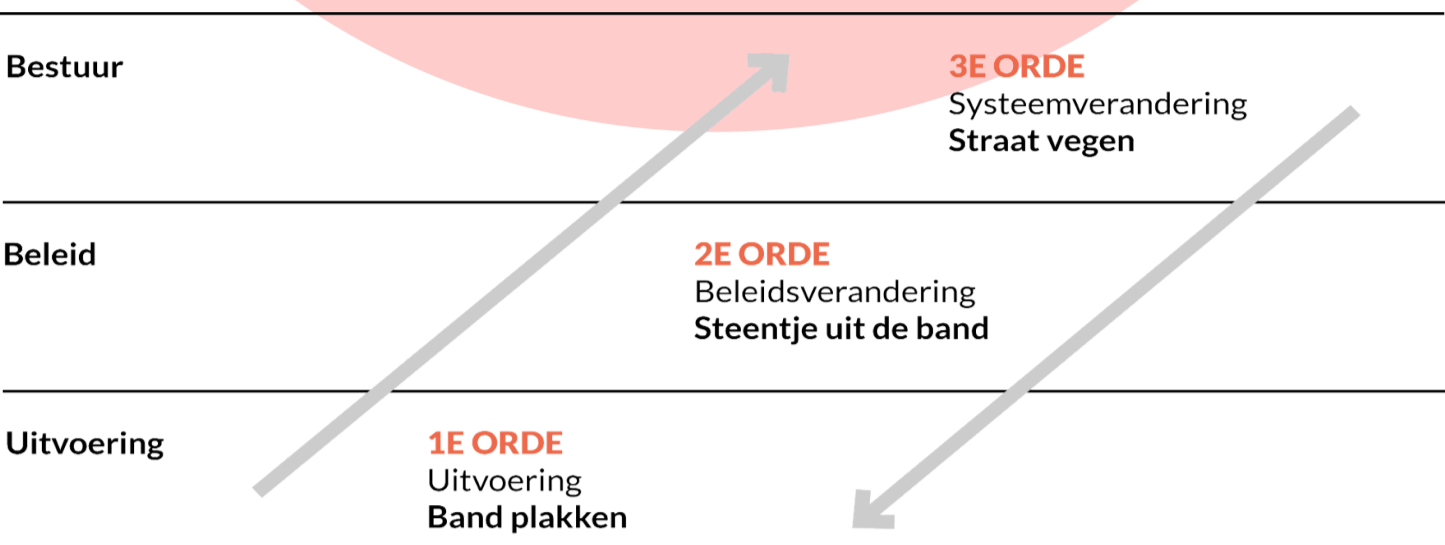 Bestuur
3E ORDE
Systeemverandering
Straat vegen
Beleid
2E ORDE
Beleidsverandering
Steentje uit de band
Uitvoering
1E ORDE
Uitvoering
Band plakken